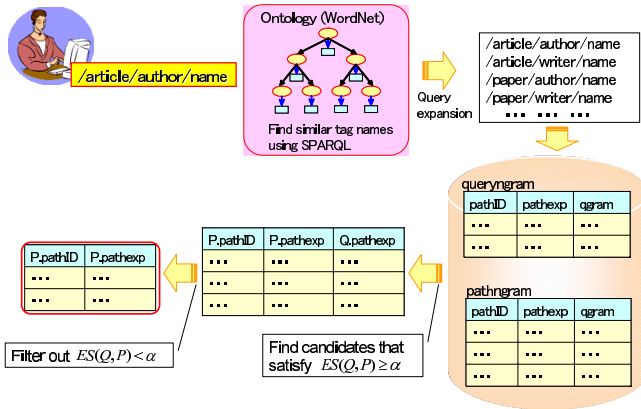 Ontology (WordNet)
/article/author/name
Find similar tag names
using SPARQL
Query
expansion
/article/author/name
/article/writer/name
/paper/author/name
/paper/writer/name
... ... ...
queryngram
pathID pathexp qgram
... ... ...
... ... ...
pathngram
pathID pathexp qgram
... ... ...
... ... ...
... ... ...
P.pathID P.pathexp Q.pathexp
... ... ...
... ... ...
... ... ...
P.pathID P.pathexp
... ...
... ...
Find candidates that
satisfy ES(Q,P) ≥ α
Filter out ES(Q,P) < α